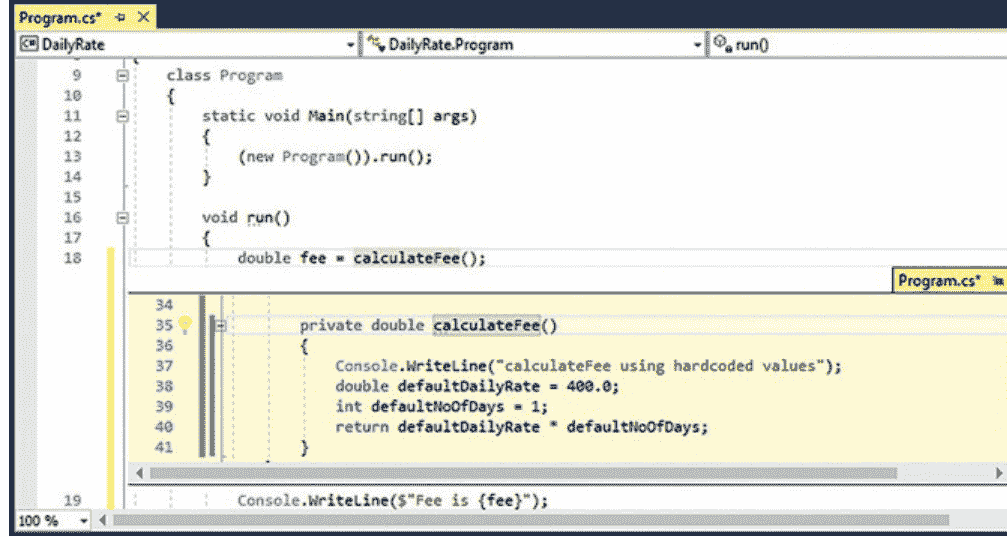 Program.cs*
DailyRate DailyRate.Program run()
9 class Program
10 {
11 static void Main(string[] args)
12 {
13 (new Program()).run();
14 }
15
16 void run()
17 {
18 double fee = calculateFee();
Program.cs*
34
35 private double calculateFee()
36 {
37 Console.WriteLine("calculateFee using hardcoded values");
38 double defaultDailyRate = 400.0;
39 int defaultNoOfDays = 1;
40 return defaultDailyRate * defaultNoOfDays;
41 }
19 Console.WriteLine($"Fee is {fee}");
100 %